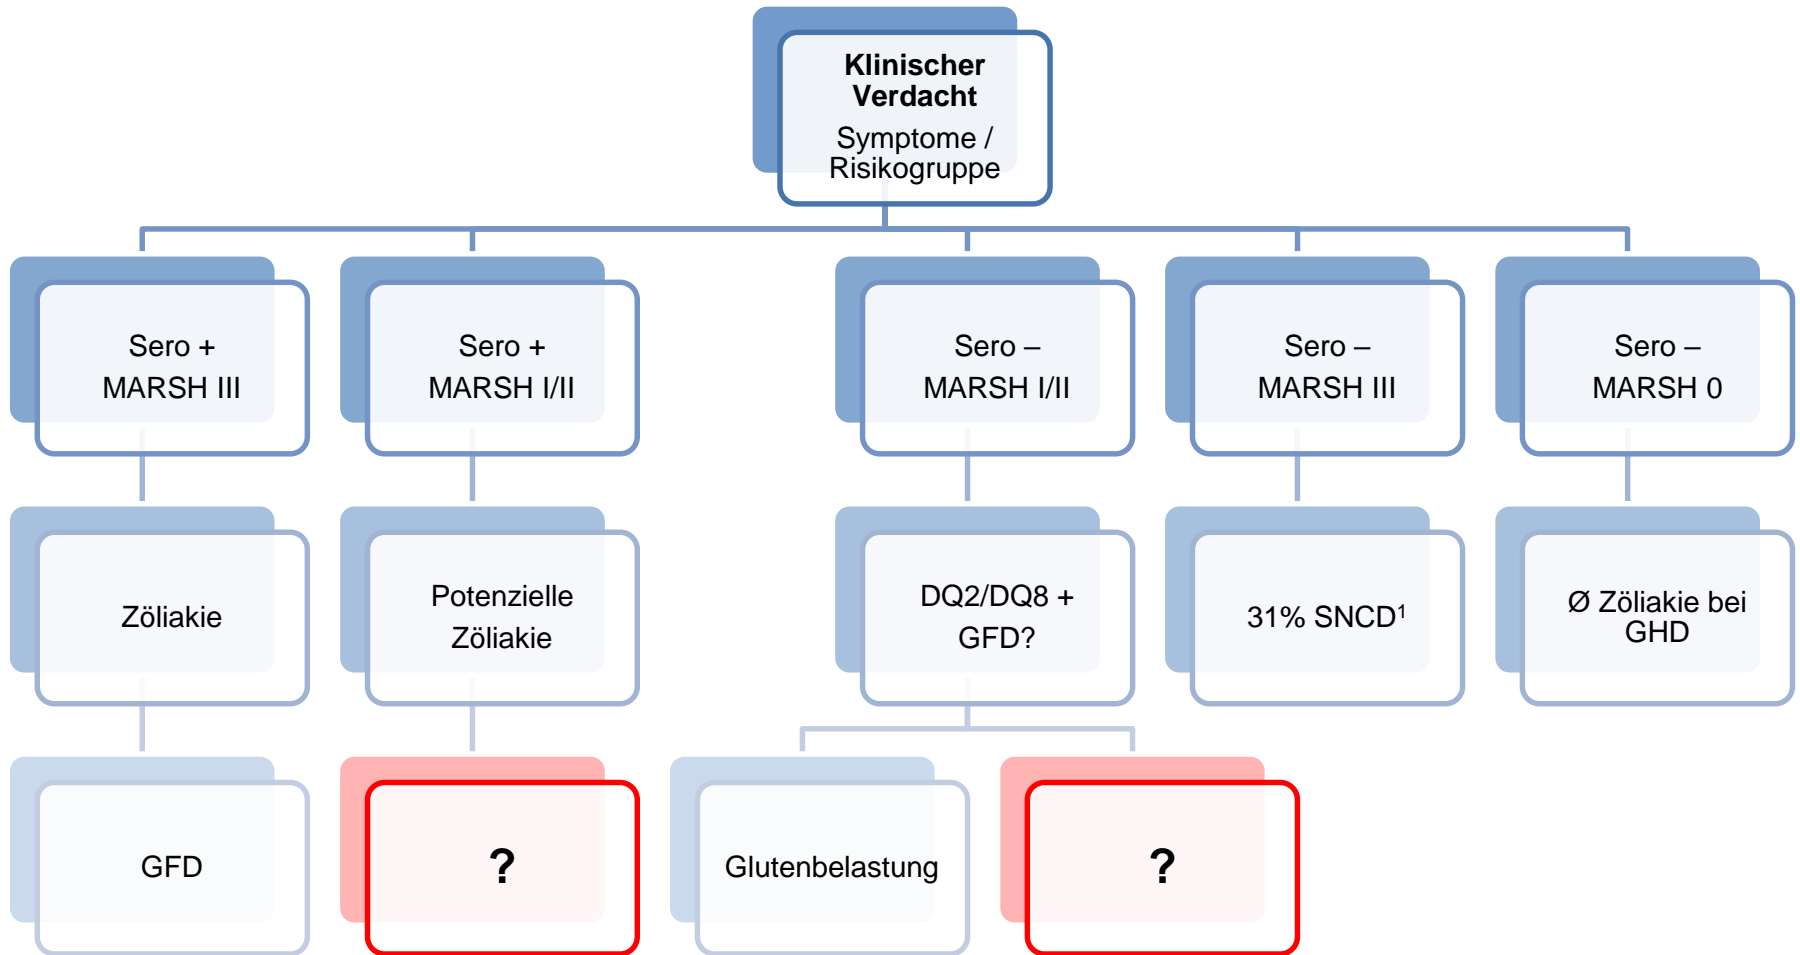 Klinischer
Verdacht
Symptome /
Risikogruppe
Sero +
MARSH III
Sero +
MARSH I/II
Sero –
MARSH I/II
Sero –
MARSH III
Sero –
MARSH 0
Zöliakie
Potenzielle
Zöliakie
DQ2/DQ8 +
GFD?
31% SNCD¹
Ø Zöliakie bei
GHD
GFD
?
Glutenbelastung
?